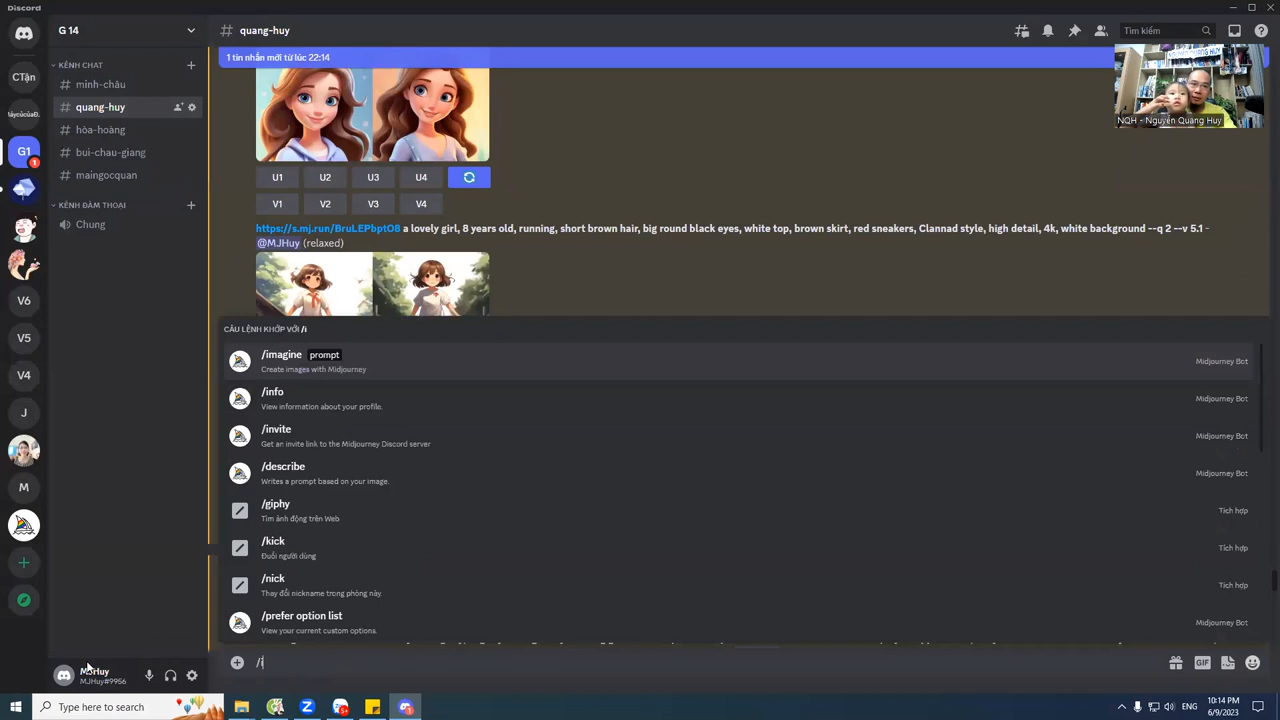 Discord
G 14
quang-huy
Tìm kiếm
1 tin nhắn mới từ lúc 22:14
KÊNH CHAT
CTận
minh-châu
quang-huy
hòa-hoàng
G1
1
bui-chau-giang
maingocquan
KÊNH ĐÀM THOẠI
Chung
V6
V5
V4
J
M
NGUYỄN QUANG HUY
NQH - Nguyễn Quang Huy
U1 U2 U3 U4
V1 V2 V3 V4
https://s.mj.run/BruLEPbptO8 a lovely girl, 8 years old, running, short brown hair, big round black eyes, white top, brown skirt, red sneakers, Clannad style, high detail, 4k, white background --q 2 --v 5.1 -
@MJHuy (relaxed)
CÂU LỆNH KHỚP VỚI /i
/imagine prompt
Create images with Midjourney
Midjourney Bot
/info
View information about your profile.
Midjourney Bot
/invite
Get an invite link to the Midjourney Discord server
Midjourney Bot
/describe
Writes a prompt based on your image.
Midjourney Bot
/giphy
Tìm ảnh động trên Web
Tích hợp
/kick
Đuổi người dùng
Tích hợp
/nick
Thay đổi nickname trong phòng này.
Tích hợp
/prefer option list
View your current custom options.
Midjourney Bot
/i
GIF
MJHuy
MJHuy#9956
Type here to search
5+
1
ENG
10:14 PM
6/9/2023